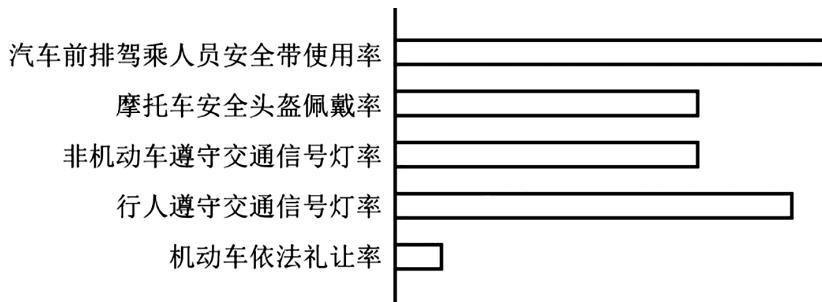 汽车前排驾乘人员安全带使用率
摩托车安全头盔佩戴率
非机动车遵守交通信号灯率
行人遵守交通信号灯率
机动车依法礼让率